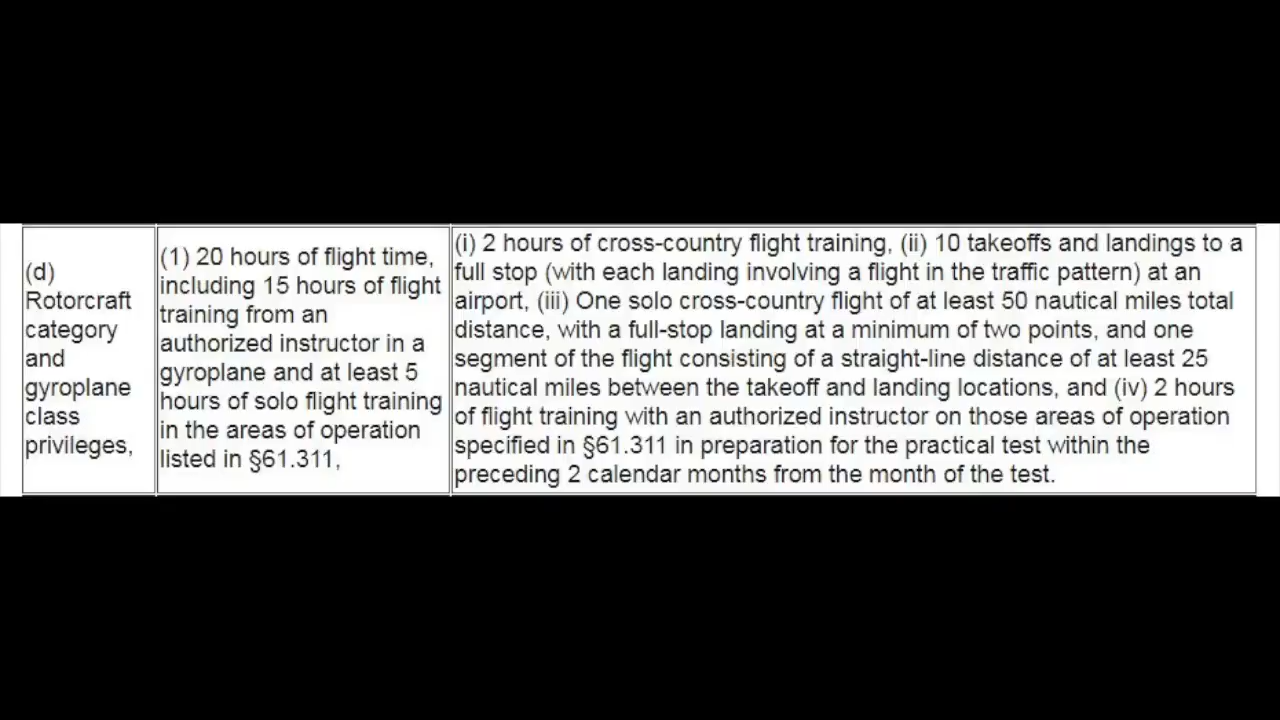 (d)
Rotorcraft
category
and
gyroplane
class
privileges,
(1) 20 hours of flight time,
including 15 hours of flight
training from an
authorized instructor in a
gyroplane and at least 5
hours of solo flight training
in the areas of operation
listed in §61.311,
(i) 2 hours of cross-country flight training, (ii) 10 takeoffs and landings to a
full stop (with each landing involving a flight in the traffic pattern) at an
airport, (iii) One solo cross-country flight of at least 50 nautical miles total
distance, with a full-stop landing at a minimum of two points, and one
segment of the flight consisting of a straight-line distance of at least 25
nautical miles between the takeoff and landing locations, and (iv) 2 hours
of flight training with an authorized instructor on those areas of operation
specified in §61.311 in preparation for the practical test within the
preceding 2 calendar months from the month of the test.